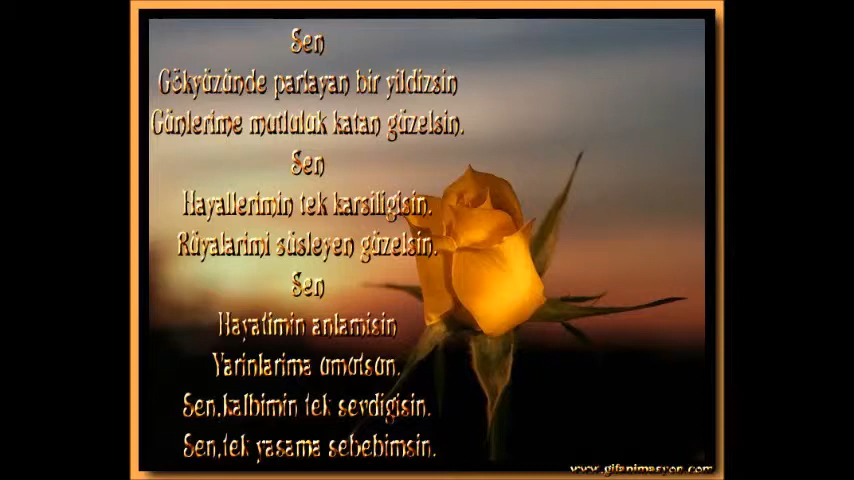 Sen
Gökyüzünde parlayan bir yildizsin
Günlerime mutluluk katan güzelsin.
Sen
Hayallerimin tek karsiligisin.
Rüyalarimi süsleyen güzelsin.
Sen
Hayatimin anlamisin
Yarinlarima umutsun.
Sen,kalbimin tek sevdigisin.
Sen,tek yasama sebebimsin.
www.gifanimasyon.com